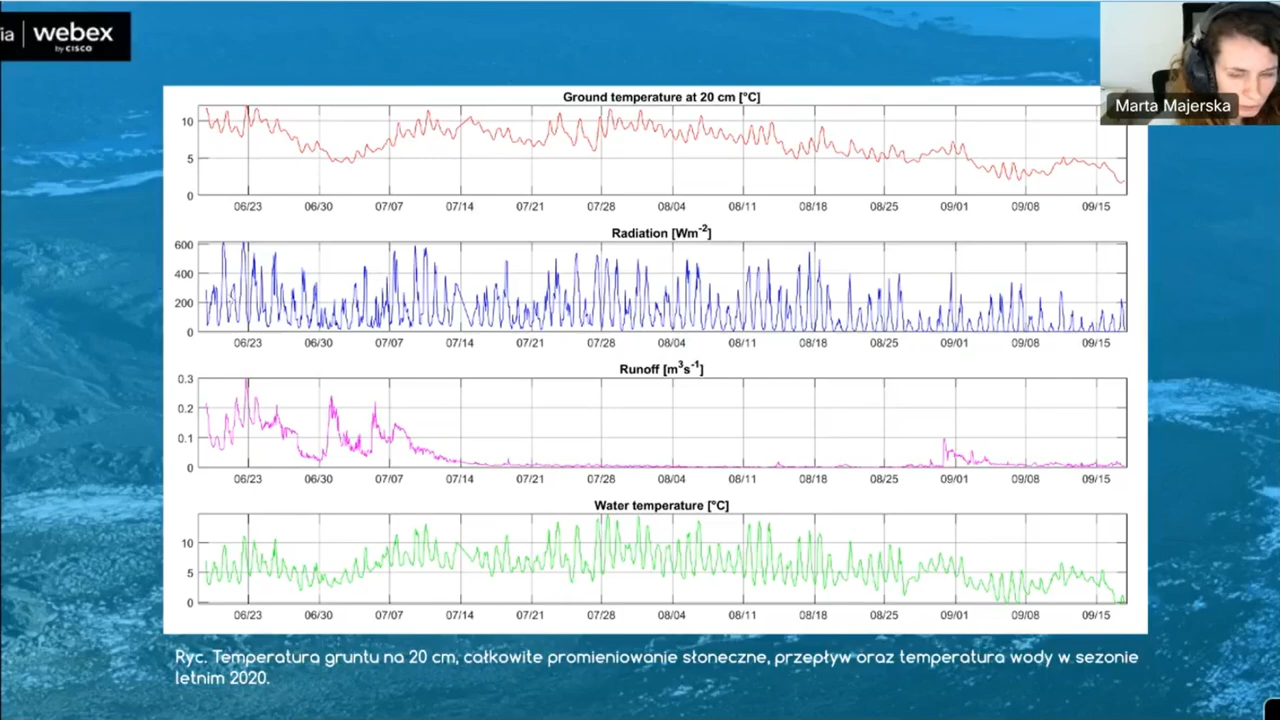 ia | webex
by CISCO
Marta Majerska
Ground temperature at 20 cm [°C]
10
5
0
06/23 06/30 07/07 07/14 07/21 07/28 08/04 08/11 08/18 08/25 09/01 09/08 09/15
Radiation [Wm⁻²]
600
400
200
0
06/23 06/30 07/07 07/14 07/21 07/28 08/04 08/11 08/18 08/25 09/01 09/08 09/15
Runoff [m³s⁻¹]
0.3
0.2
0.1
0
06/23 06/30 07/07 07/14 07/21 07/28 08/04 08/11 08/18 08/25 09/01 09/08 09/15
Water temperature [°C]
10
5
0
06/23 06/30 07/07 07/14 07/21 07/28 08/04 08/11 08/18 08/25 09/01 09/08 09/15
Ryc. Temperatura gruntu na 20 cm, całkowite promieniowanie słoneczne, przepływ oraz temperatura wody w sezonie
letnim 2020.